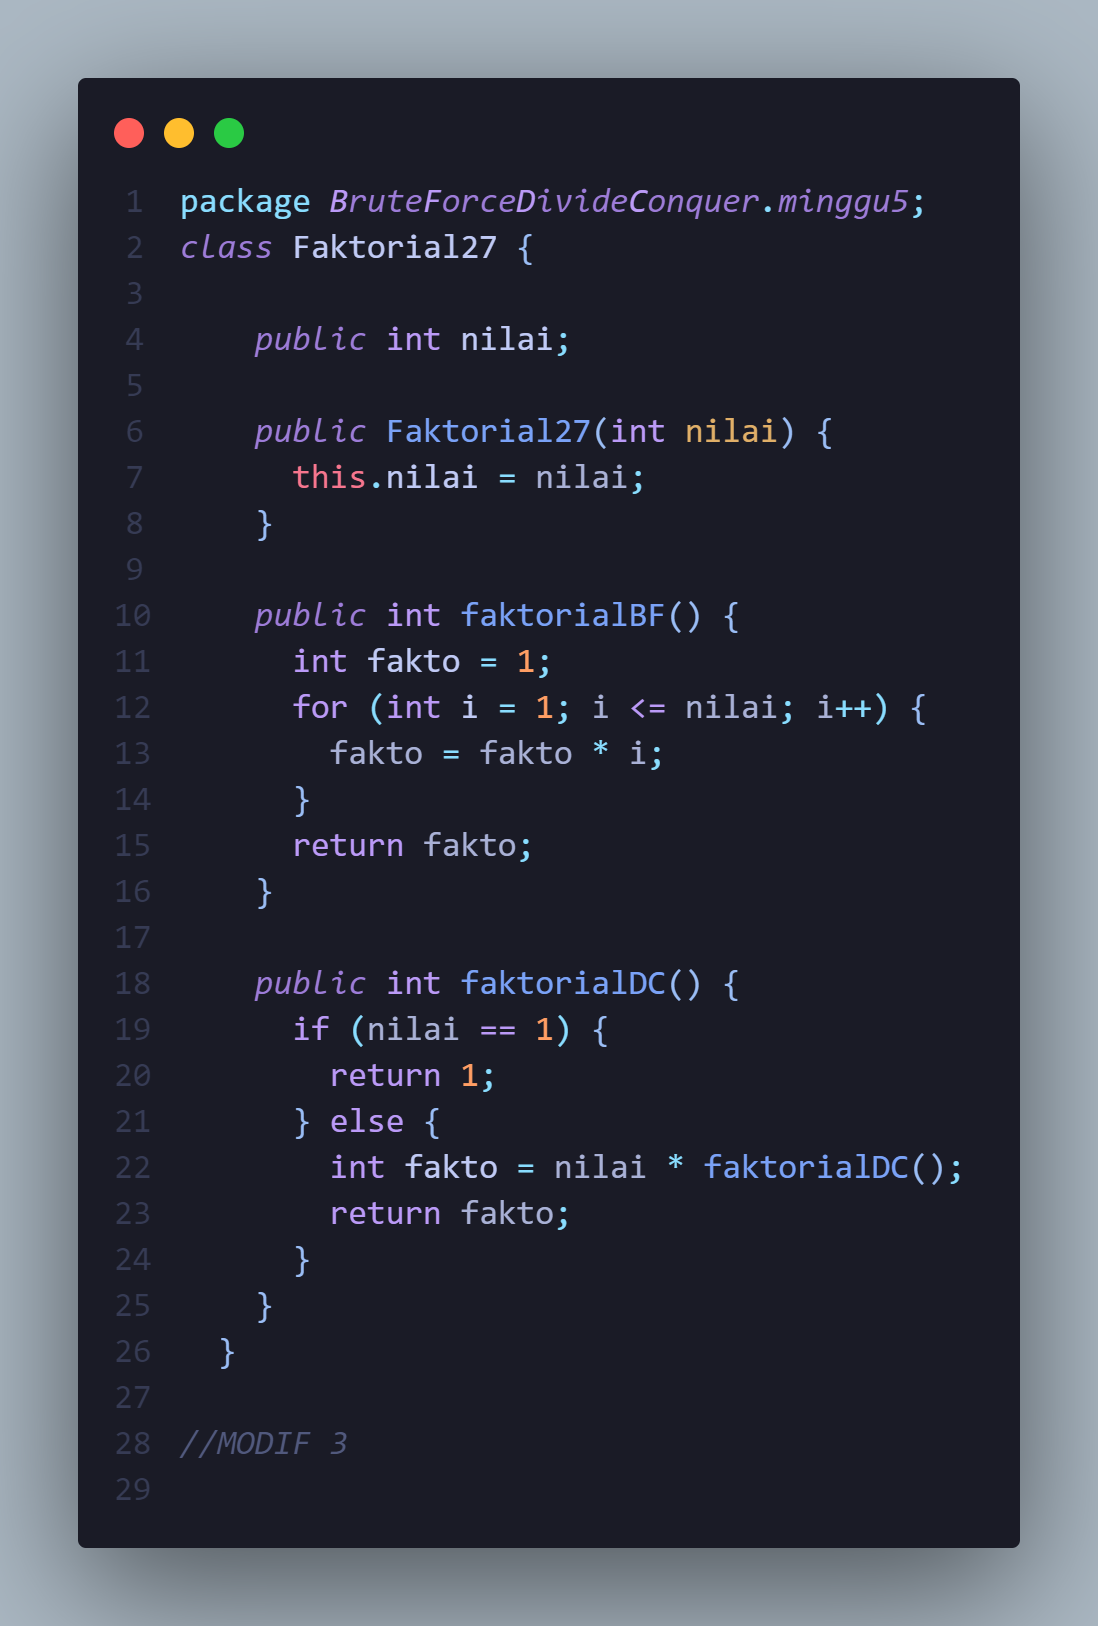 1 package BruteForceDivideConquer.minggu5;
2 class Faktorial27 {
3
4     public int nilai;
5
6     public Faktorial27(int nilai) {
7       this.nilai = nilai;
8     }
9
10     public int faktorialBF() {
11       int fakto = 1;
12       for (int i = 1; i <= nilai; i++) {
13         fakto = fakto * i;
14       }
15       return fakto;
16     }
17
18     public int faktorialDC() {
19       if (nilai == 1) {
20         return 1;
21       } else {
22         int fakto = nilai * faktorialDC();
23         return fakto;
24       }
25     }
26   }
27
28 //MODIF 3
29